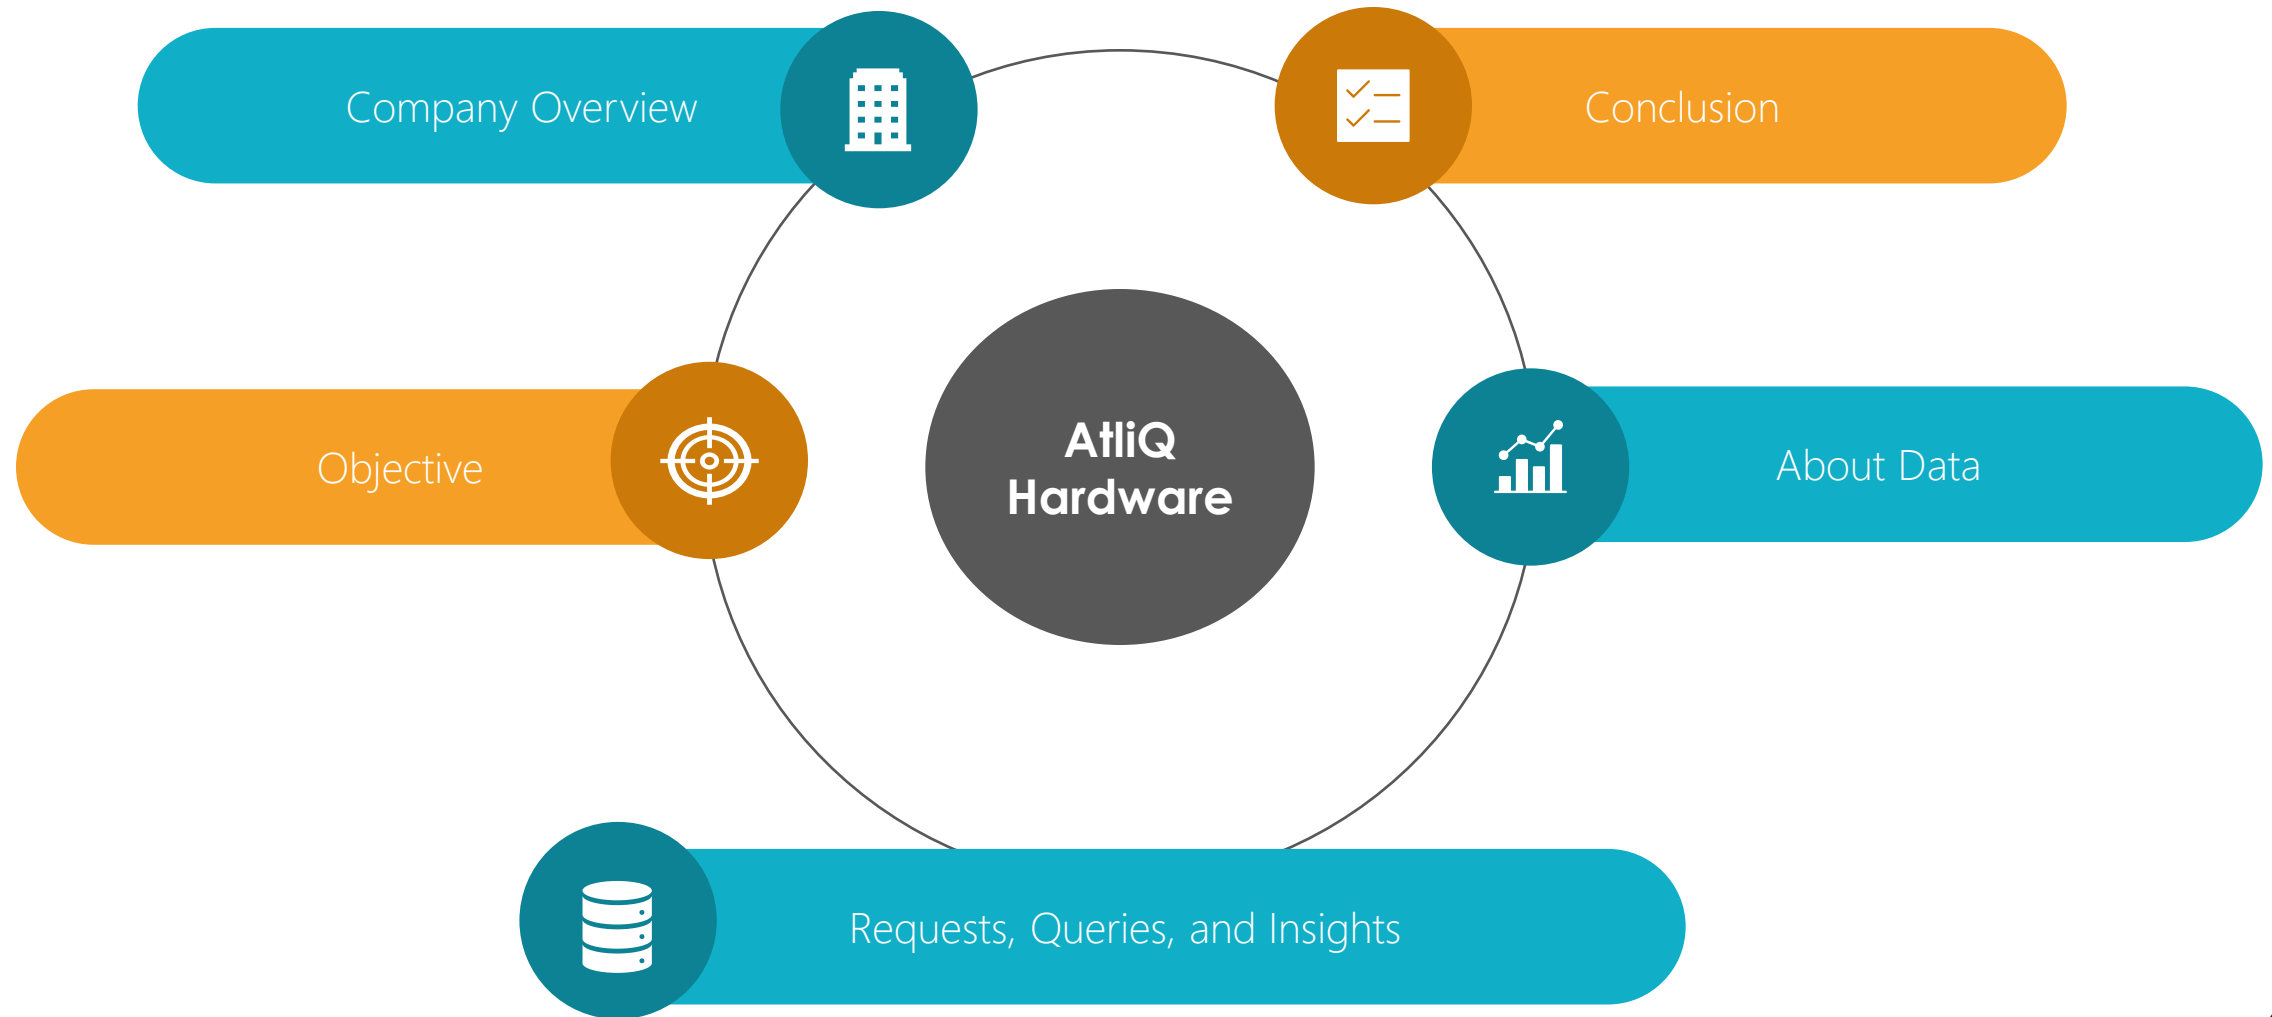 Company Overview
Conclusion
Objective
AtliQ
Hardware
About Data
Requests, Queries, and Insights